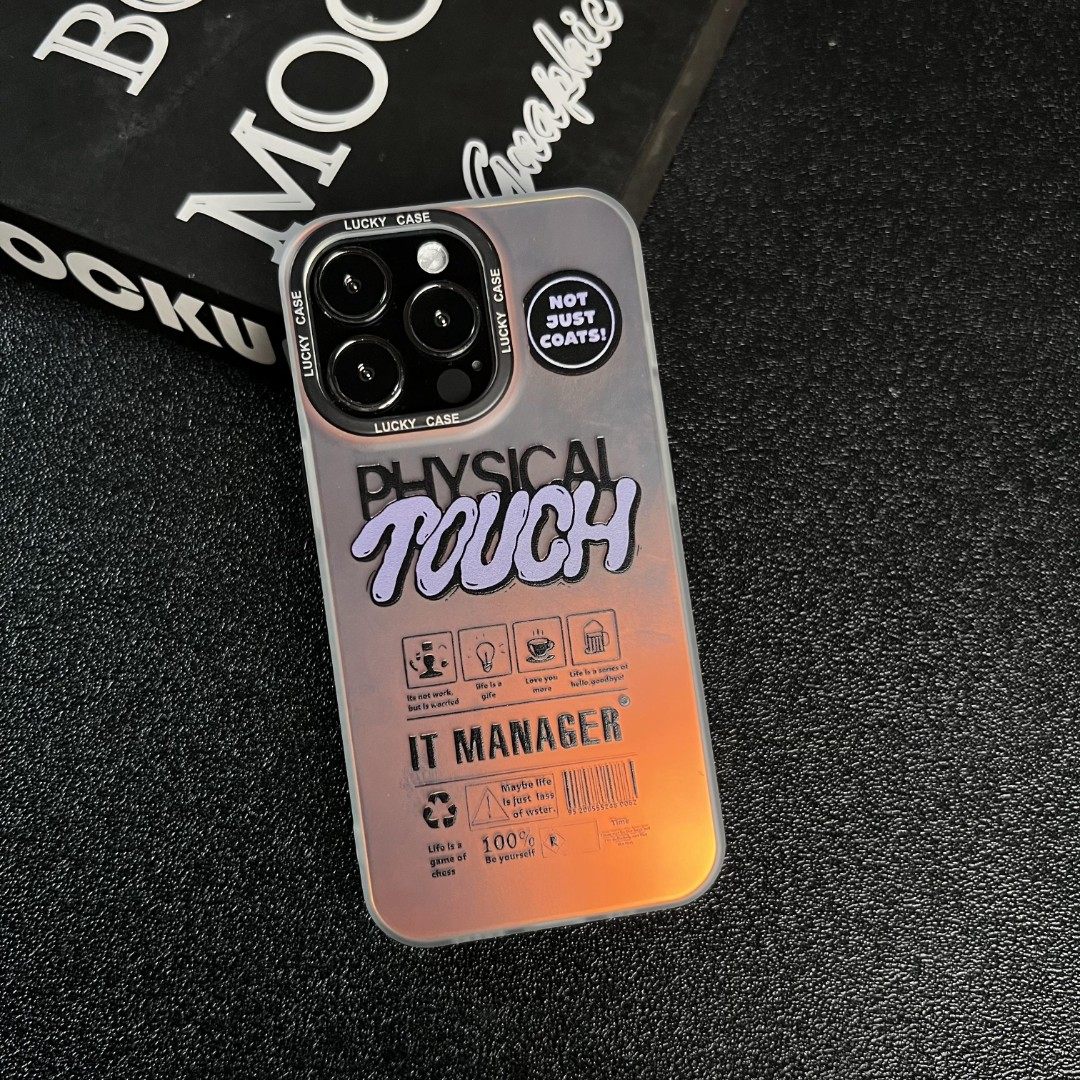 BO
MOC
Graphic
OCKU
LUCKY CASE
LUCKY CASE
LUCKY CASE
LUCKY CASE
NOT
JUST
COATS!
PHYSICAL
TOUCH
Its not work,
but is worried
life is a
gife
Love you
more
Life is a series of
hello goodbye!
IT MANAGER®
Maybe life
is just fass
of wster.
Life is a
game of
chess
100%
Be yourself
R
Time